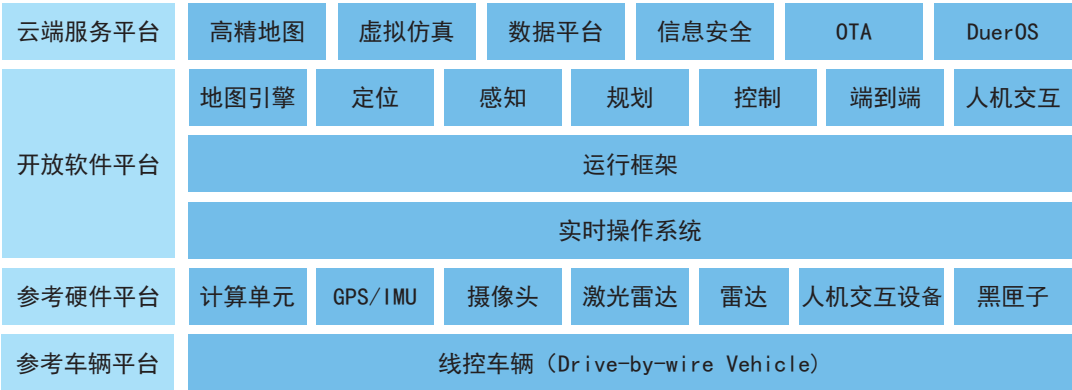 云端服务平台 高精地图 虚拟仿真 数据平台 信息安全 OTA DuerOS
地图引擎 定位 感知 规划 控制 端到端 人机交互
开放软件平台 运行框架
实时操作系统
参考硬件平台 计算单元 GPS/IMU 摄像头 激光雷达 雷达 人机交互设备 黑匣子
参考车辆平台 线控车辆（Drive-by-wire Vehicle）